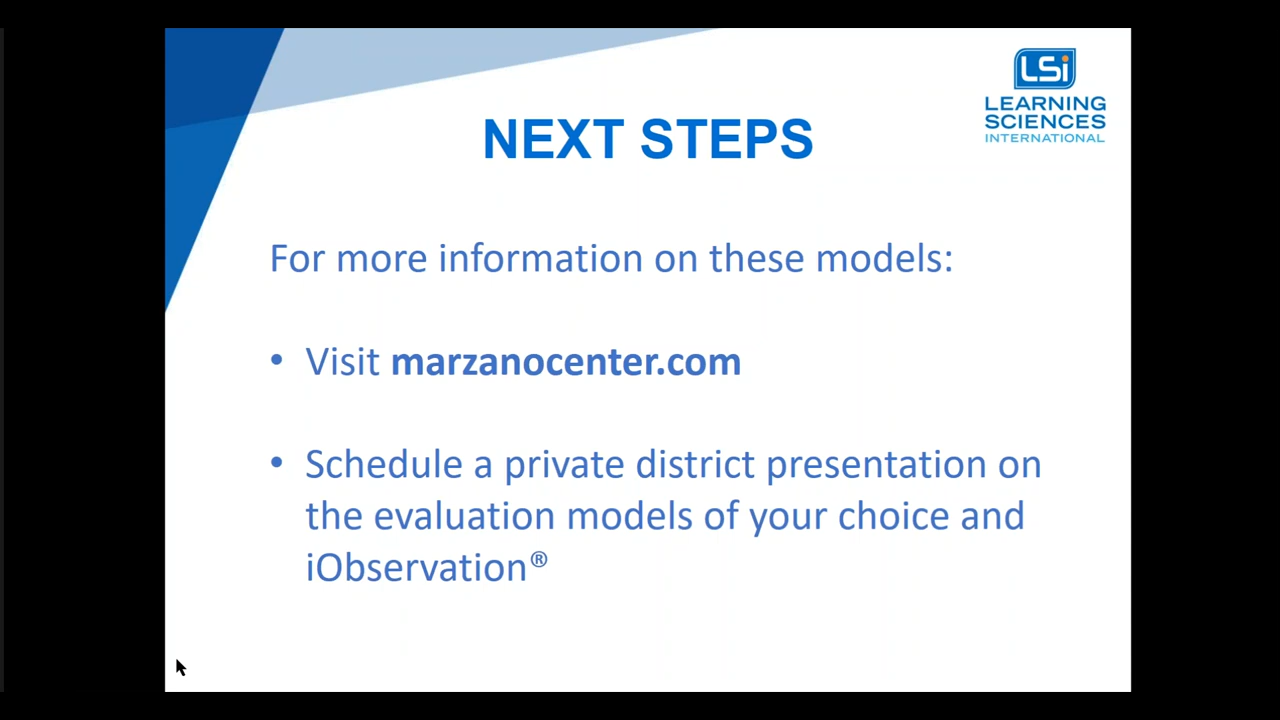 LSi
LEARNING
SCIENCES
INTERNATIONAL
NEXT STEPS
For more information on these models:
• Visit marzanocenter.com
• Schedule a private district presentation on
the evaluation models of your choice and
iObservation®